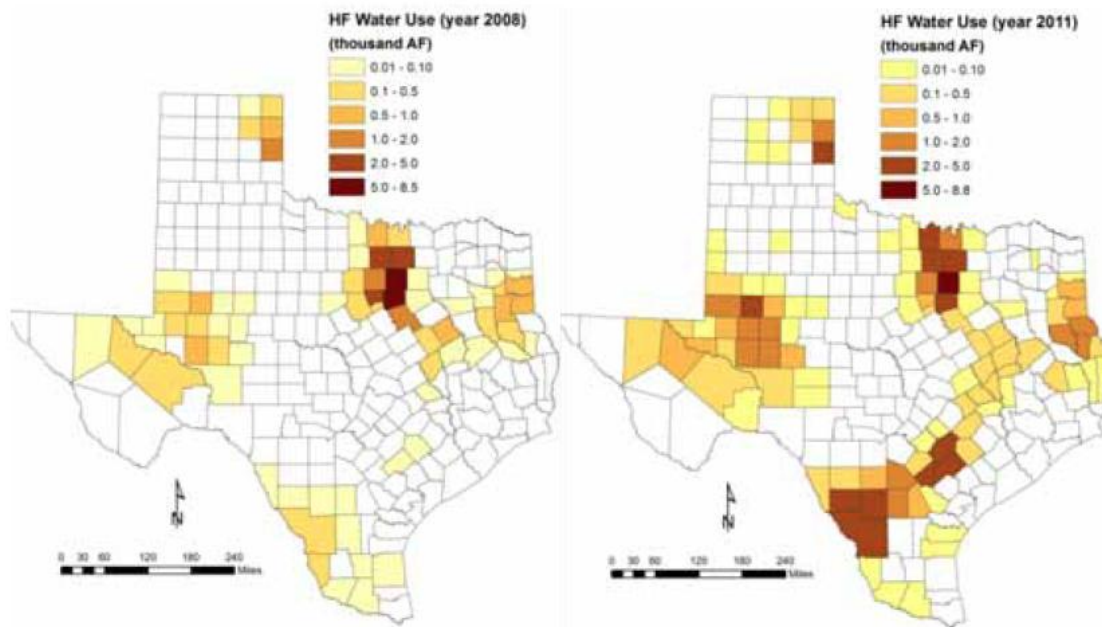 HF Water Use (year 2008)
(thousand AF)
0.01 - 0.10
0.1 - 0.5
0.5 - 1.0
1.0 - 2.0
2.0 - 5.0
5.0 - 8.5
N
0 30 60 120 180 240
Miles
HF Water Use (year 2011)
(thousand AF)
0.01 - 0.10
0.1 - 0.5
0.5 - 1.0
1.0 - 2.0
2.0 - 5.0
5.0 - 8.8
N
0 30 60 120 180 240
Miles